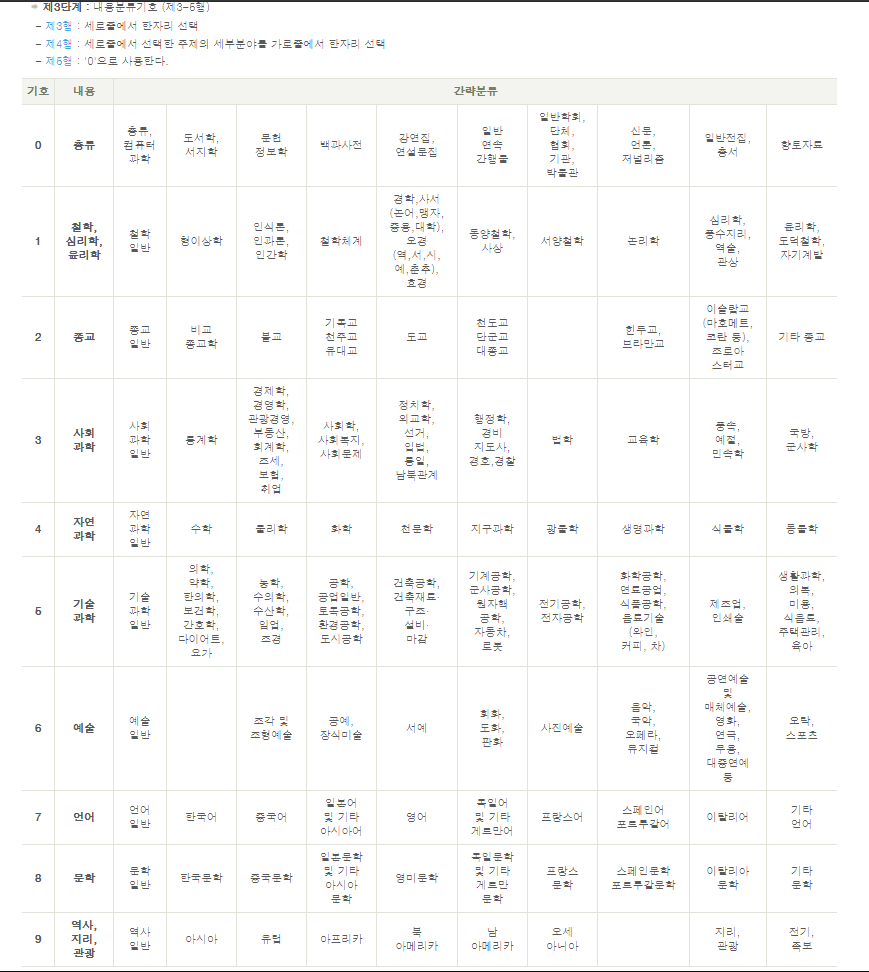 제3단계 : 내용분류기호 (제3-5행)
- 제3행 : 세로줄에서 한자리 선택
- 제4행 : 세로줄에서 선택한 주제의 세부분야를 가로줄에서 한자리 선택
- 제5행 : '0'으로 사용한다.
기호 내용 간략분류
0 총류 총류, 컴퓨터 과학 도서학, 서지학 문헌 정보학 백과사전 강연집, 연설문집 일반 연속 간행물 일반학회, 단체, 협회, 기관, 박물관 신문, 언론, 저널리즘 일반전집, 총서 향토자료
1 철학, 심리학, 윤리학 철학 일반 형이상학 인식론, 인과론, 인간학 철학체계 경학,사서 (논어,맹자, 중용,대학), 오경 (역,서,시, 예,춘추), 효경 동양철학, 사상 서양철학 논리학 심리학, 풍수지리, 역술, 관상 윤리학, 도덕철학, 자기계발
2 종교 종교 일반 비교 종교학 불교 기독교 천주교 유대교 도교 천도교 단군교 대종교 힌두교, 브라만교 이슬람교 (마호메트, 코란 등), 조로아 스터교 기타 종교
3 사회 과학 사회 과학 일반 통계학 경제학, 경영학, 관광경영, 부동산, 회계학, 조세, 보험, 취업 사회학, 사회복지, 사회문제 정치학, 외교학, 선거, 입법, 통일, 남북관계 행정학, 경비 지도사, 경호,경찰 법학 교육학 풍속, 예절, 민속학 국방, 군사학
4 자연 과학 자연 과학 일반 수학 물리학 화학 천문학 지구과학 광물학 생명과학 식물학 동물학
5 기술 과학 기술 과학 일반 의학, 약학, 한의학, 보건학, 간호학, 다이어트, 요가 농학, 수의학, 수산학, 임업, 조경 공학, 공업일반, 토목공학, 환경공학, 도시공학 건축공학, 건축재료· 구조· 설비· 마감 기계공학, 군사공학, 원자핵 공학, 자동차, 로봇 전기공학, 전자공학 화학공학, 연료공업, 식품공학, 음료기술 (와인, 커피, 차) 제조업, 인쇄술 생활과학, 의복, 미용, 식음료, 주택관리, 육아
6 예술 예술 일반 조각 및 조형예술 공예, 장식미술 서예 회화, 도화, 판화 사진예술 음악, 국악, 오페라, 뮤지컬 공연예술 및 매체예술, 영화, 연극, 무용, 대중연예 등 오락, 스포츠
7 언어 언어 일반 한국어 중국어 일본어 및 기타 아시아어 영어 독일어 및 기타 게르만어 프랑스어 스페인어 포르투갈어 이탈리어 기타 언어
8 문학 문학 일반 한국문학 중국문학 일본문학 및 기타 아시아 문학 영미문학 독일문학 및 기타 게르만 문학 프랑스 문학 스페인문학 포르투갈문학 이탈리아 문학 기타 문학
9 역사, 지리, 관광 역사 일반 아시아 유럽 아프리카 북 아메리카 남 아메리카 오세 아니아 지리, 관광 전기, 족보